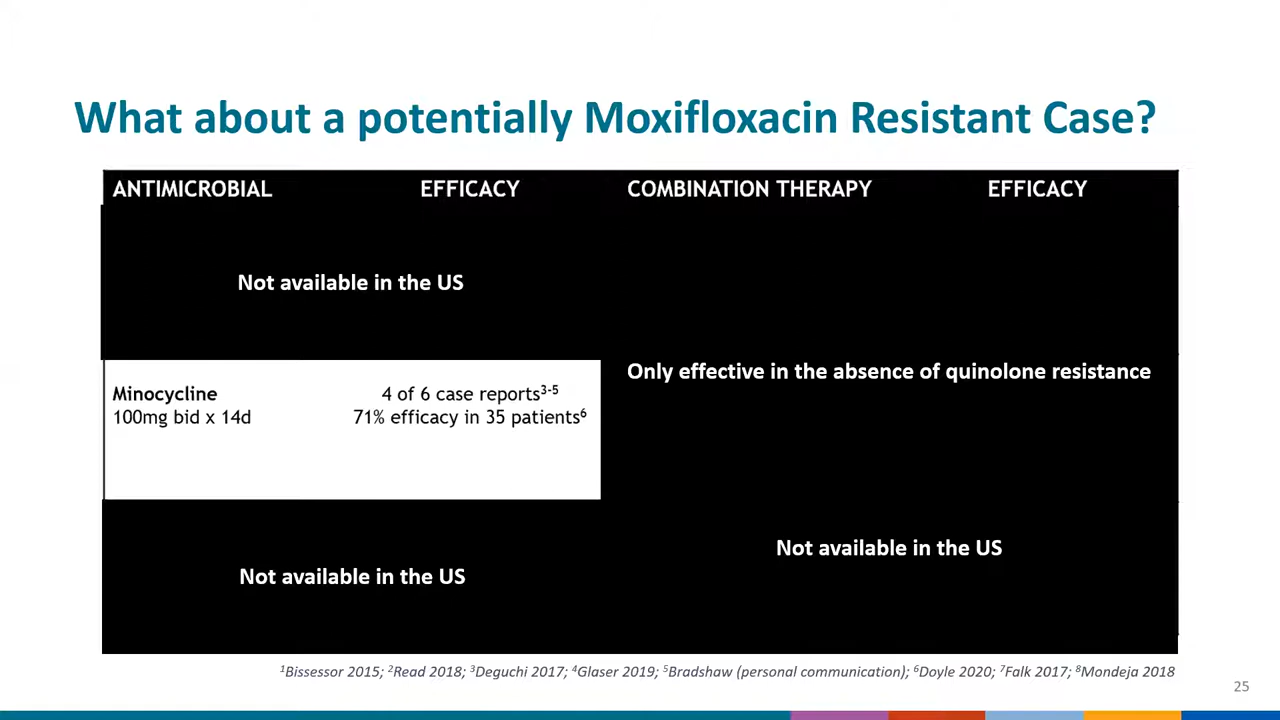 What about a potentially Moxifloxacin Resistant Case?
ANTIMICROBIAL EFFICACY COMBINATION THERAPY EFFICACY
Not available in the US
Only effective in the absence of quinolone resistance
Minocycline 4 of 6 case reports3-5
100mg bid x 14d 71% efficacy in 35 patients6
Not available in the US
Not available in the US
1Bissessor 2015; 2Read 2018; 3Deguchi 2017; 4Glaser 2019; 5Bradshaw (personal communication); 6Doyle 2020; 7Falk 2017; 8Mondeja 2018
25